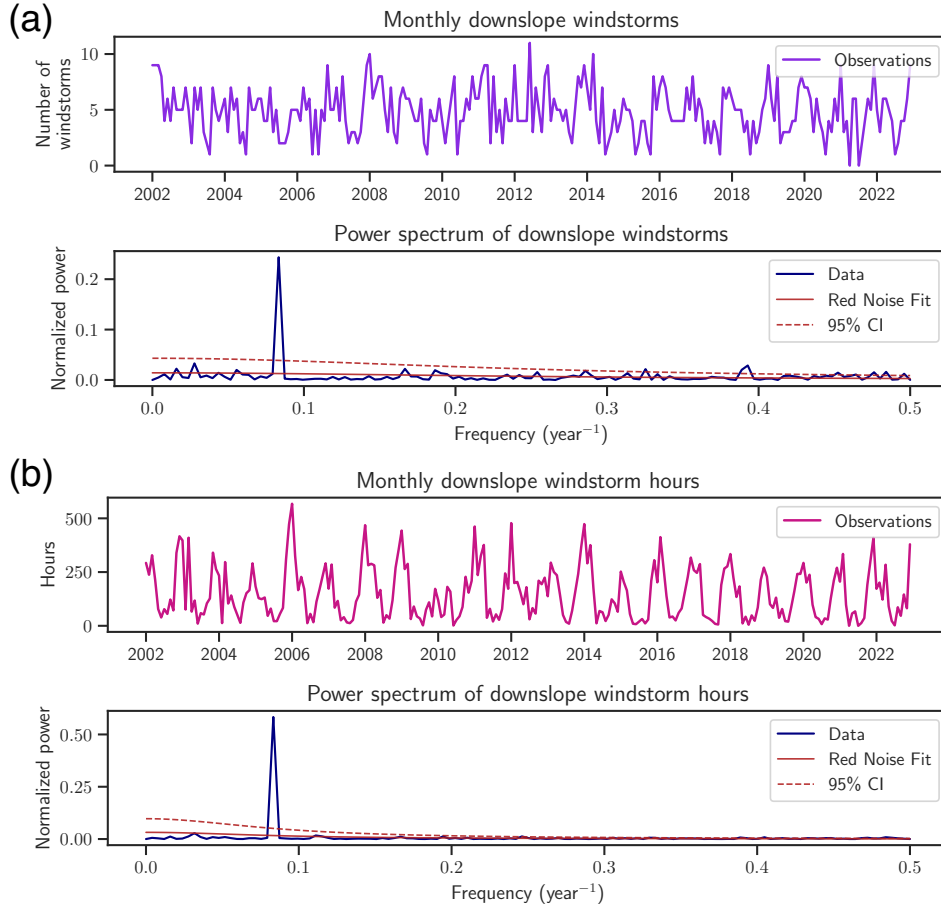 (a)
Monthly downslope windstorms
Number of
windstorms
10
5
0
Observations
2002 2004 2006 2008 2010 2012 2014 2016 2018 2020 2022
Power spectrum of downslope windstorms
Normalized power
0.2
0.1
0.0
Data
Red Noise Fit
95% CI
0.0 0.1 0.2 0.3 0.4 0.5
Frequency (year⁻¹)
(b)
Monthly downslope windstorm hours
Hours
500
250
0
Observations
2002 2004 2006 2008 2010 2012 2014 2016 2018 2020 2022
Power spectrum of downslope windstorm hours
Normalized power
0.50
0.25
0.00
Data
Red Noise Fit
95% CI
0.0 0.1 0.2 0.3 0.4 0.5
Frequency (year⁻¹)